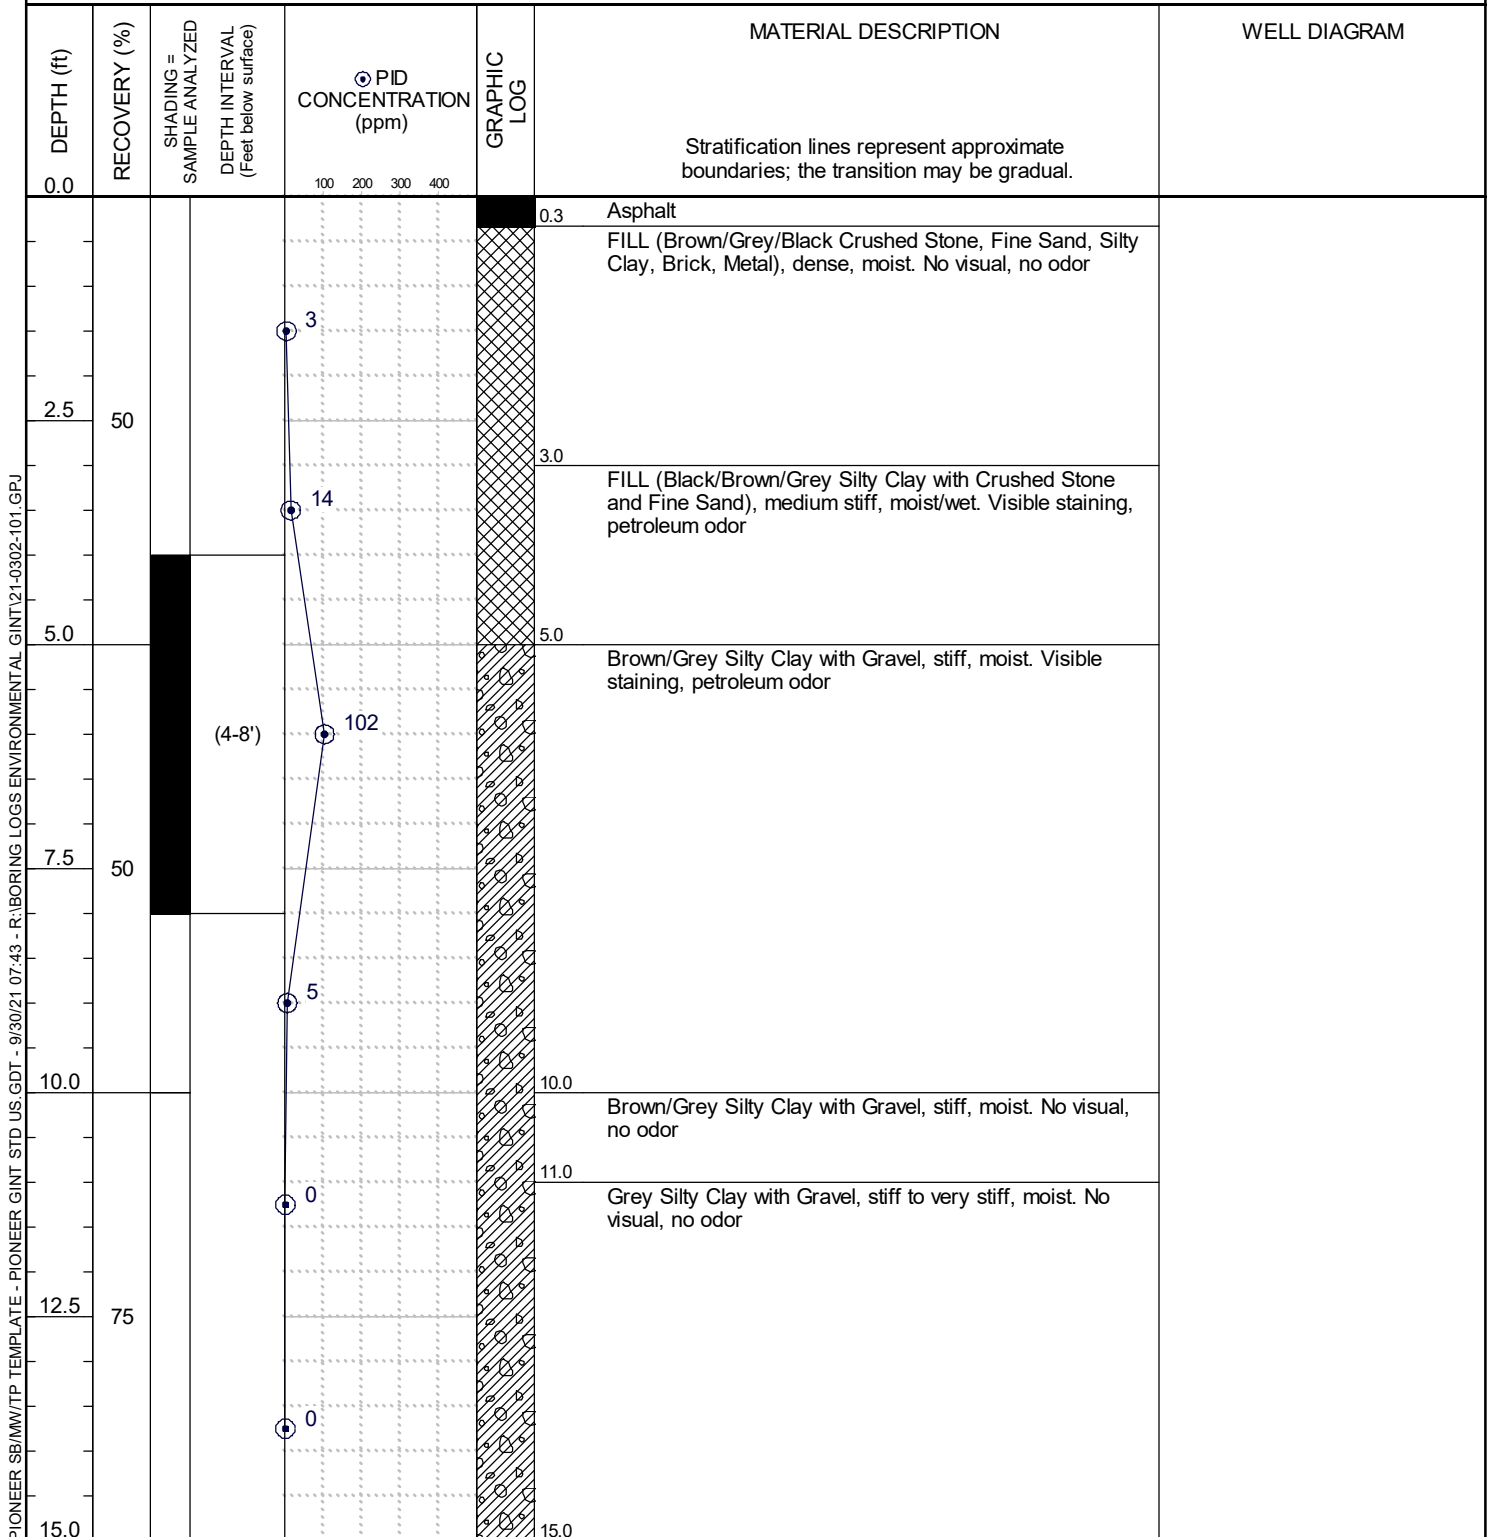 DEPTH (ft)
0.0
RECOVERY (%)
SHADING =
SAMPLE ANALYZED
DEPTH INTERVAL
(Feet below surface)
PID
CONCENTRATION
(ppm)
100 200 300 400
GRAPHIC
LOG
MATERIAL DESCRIPTION
Stratification lines represent approximate
boundaries; the transition may be gradual.
WELL DIAGRAM
0.3 Asphalt
FILL (Brown/Grey/Black Crushed Stone, Fine Sand, Silty
Clay, Brick, Metal), dense, moist. No visual, no odor
3
2.5
50
3.0
FILL (Black/Brown/Grey Silty Clay with Crushed Stone
and Fine Sand), medium stiff, moist/wet. Visible staining,
petroleum odor
14
5.0
5.0
Brown/Grey Silty Clay with Gravel, stiff, moist. Visible
staining, petroleum odor
(4-8')
102
7.5
50
5
10.0
10.0
Brown/Grey Silty Clay with Gravel, stiff, moist. No visual,
no odor
11.0
Grey Silty Clay with Gravel, stiff to very stiff, moist. No
visual, no odor
0
12.5
75
0
15.0
15.0
PIONEER SB/MW/TP TEMPLATE - PIONEER GINT STD US.GDT - 9/30/21 07:43 - R:\BORING LOGS ENVIRONMENTAL GINT\21-0302-101.GPJ